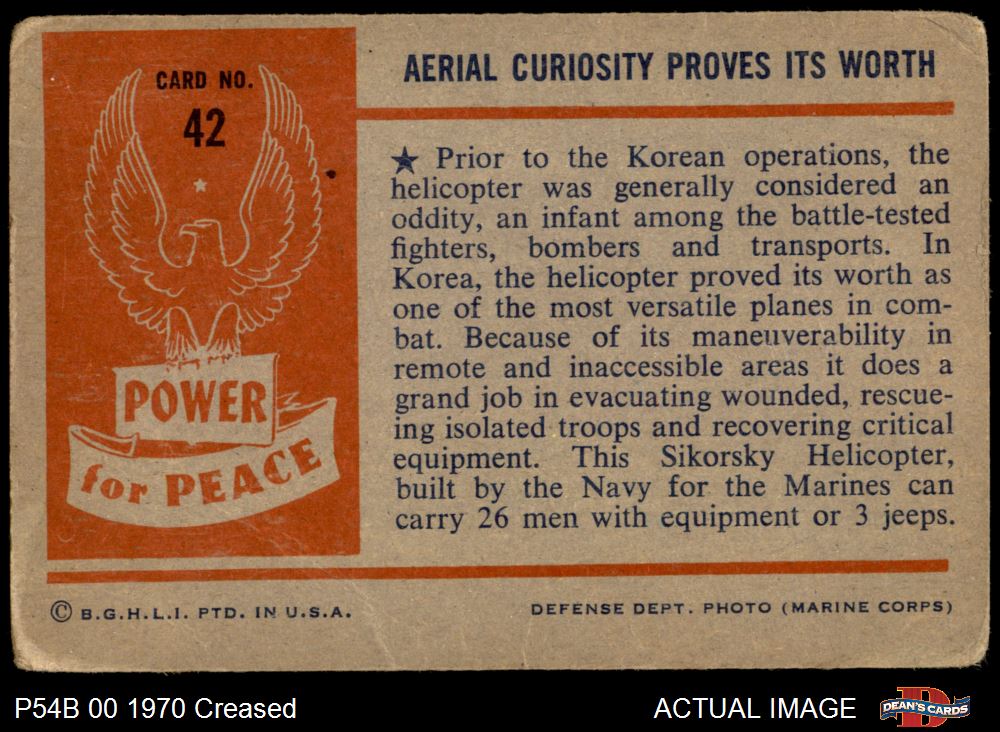 CARD NO.
42
POWER
for PEACE
AERIAL CURIOSITY PROVES ITS WORTH
★ Prior to the Korean operations, the
helicopter was generally considered an
oddity, an infant among the battle-tested
fighters, bombers and transports. In
Korea, the helicopter proved its worth as
one of the most versatile planes in com-
bat. Because of its maneuverability in
remote and inaccessible areas it does a
grand job in evacuating wounded, rescue-
ing isolated troops and recovering critical
equipment. This Sikorsky Helicopter,
built by the Navy for the Marines can
carry 26 men with equipment or 3 jeeps.
© B.G.H.L.I. PTD. IN U.S.A.
DEFENSE DEPT. PHOTO (MARINE CORPS)
P54B 00 1970 Creased
ACTUAL IMAGE
D
DEAN'S CARDS